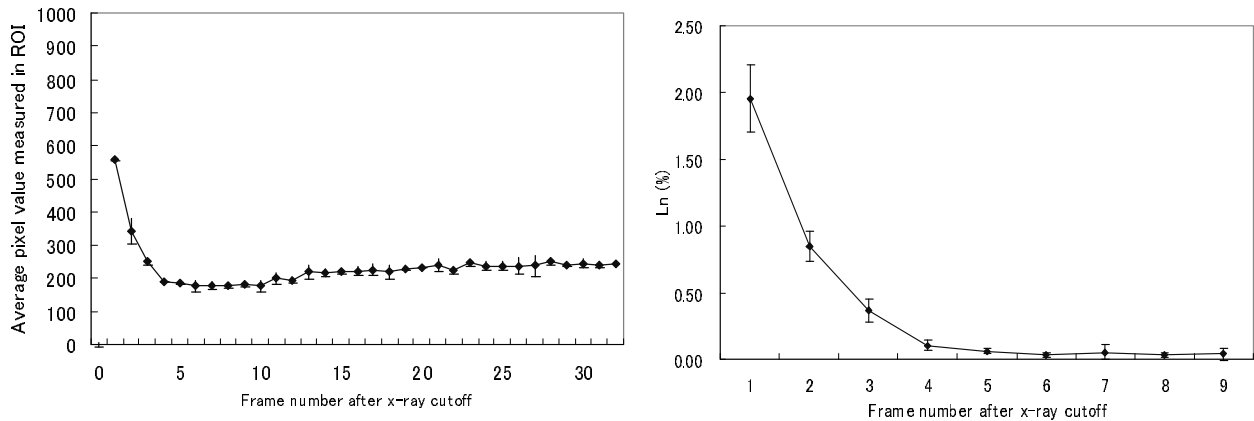 Average pixel value measured in ROI
1000
900
800
700
600
500
400
300
200
100
0
0 5 10 15 20 25 30
Frame number after x-ray cutoff
Ln (%)
2.50
2.00
1.50
1.00
0.50
0.00
1 2 3 4 5 6 7 8 9
Frame number after x-ray cutoff